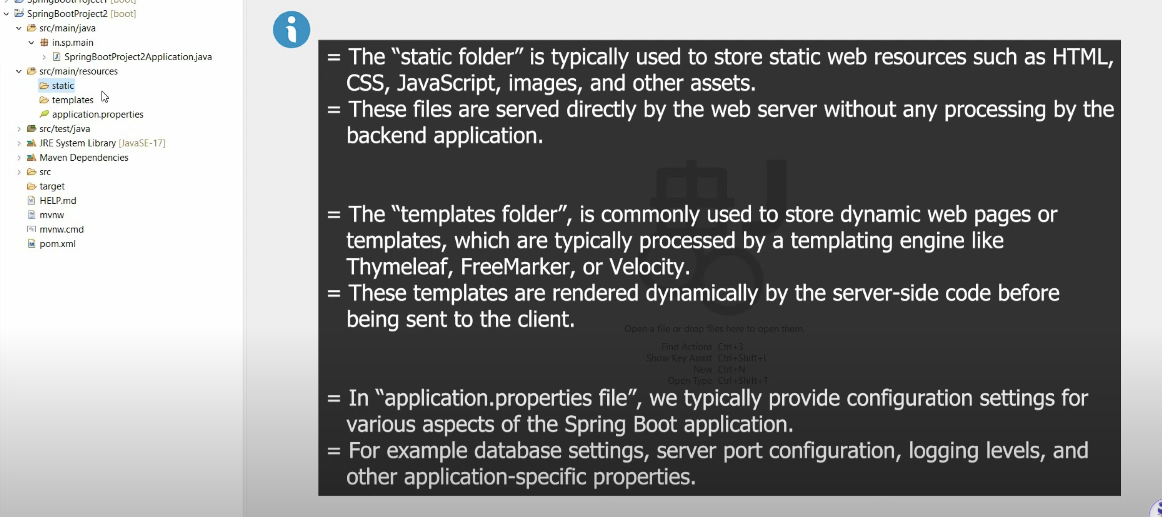 SpringBootProject1 [boot]
SpringBootProject2 [boot]
src/main/java
in.sp.main
SpringBootProject2Application.java
src/main/resources
static
templates
application.properties
src/test/java
JRE System Library [JavaSE-17]
Maven Dependencies
src
target
HELP.md
mvnw
mvnw.cmd
pom.xml
= The “static folder” is typically used to store static web resources such as HTML,
CSS, JavaScript, images, and other assets.
= These files are served directly by the web server without any processing by the
backend application.
= The “templates folder”, is commonly used to store dynamic web pages or
templates, which are typically processed by a templating engine like
Thymeleaf, FreeMarker, or Velocity.
= These templates are rendered dynamically by the server-side code before
being sent to the client.
Open a file or drop files here to open them.
Find Actions Ctrl+3
Show Key Assist Ctrl+Shift+L
New Ctrl+N
Open Type Ctrl+Shift+T
= In “application.properties file”, we typically provide configuration settings for
various aspects of the Spring Boot application.
= For example database settings, server port configuration, logging levels, and
other application-specific properties.